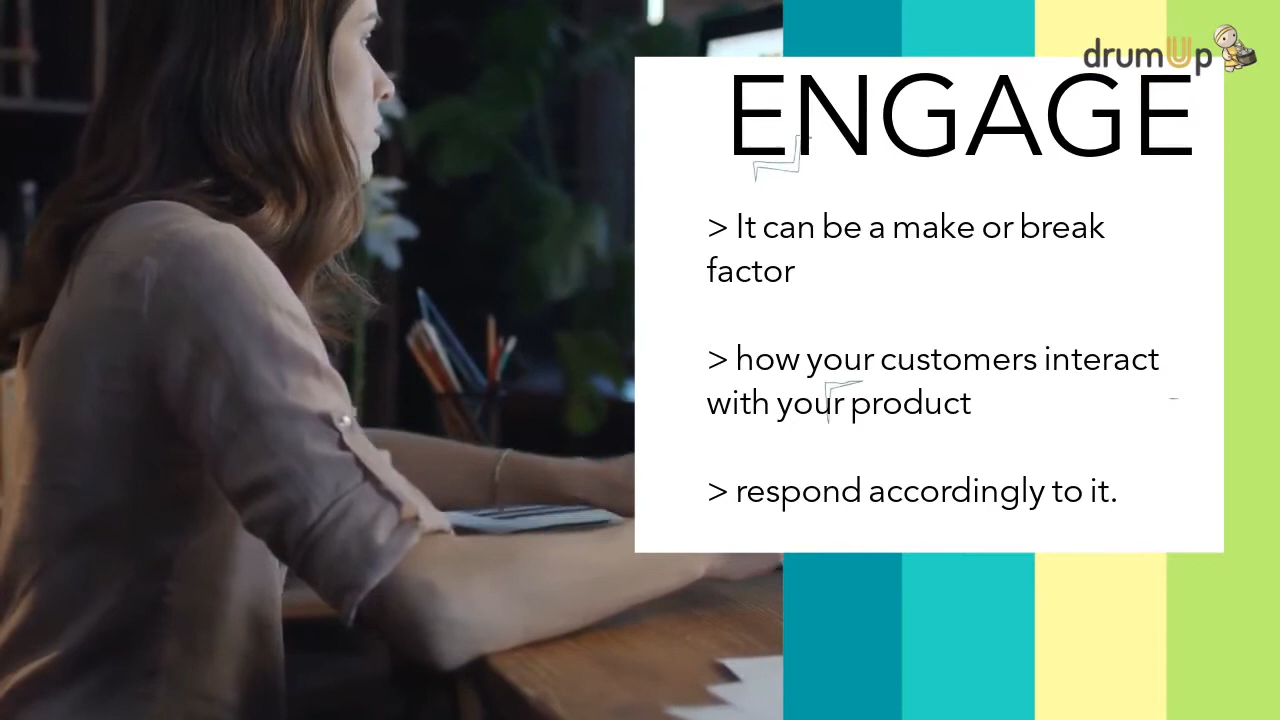 drumUp
ENGAGE
> It can be a make or break
factor
> how your customers interact
with your product
> respond accordingly to it.